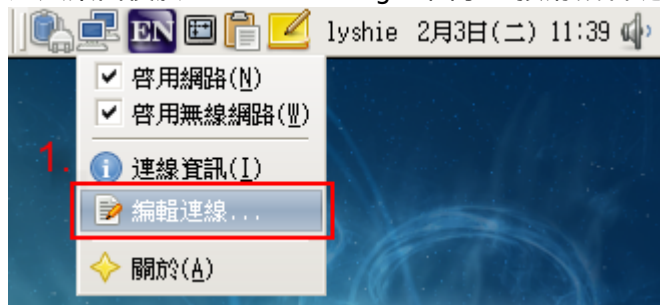 EN lyshie 2月3日(二) 11:39
啓用網路(N)
啓用無線網路(W)
1.
連線資訊(I)
編輯連線...
關於(A)